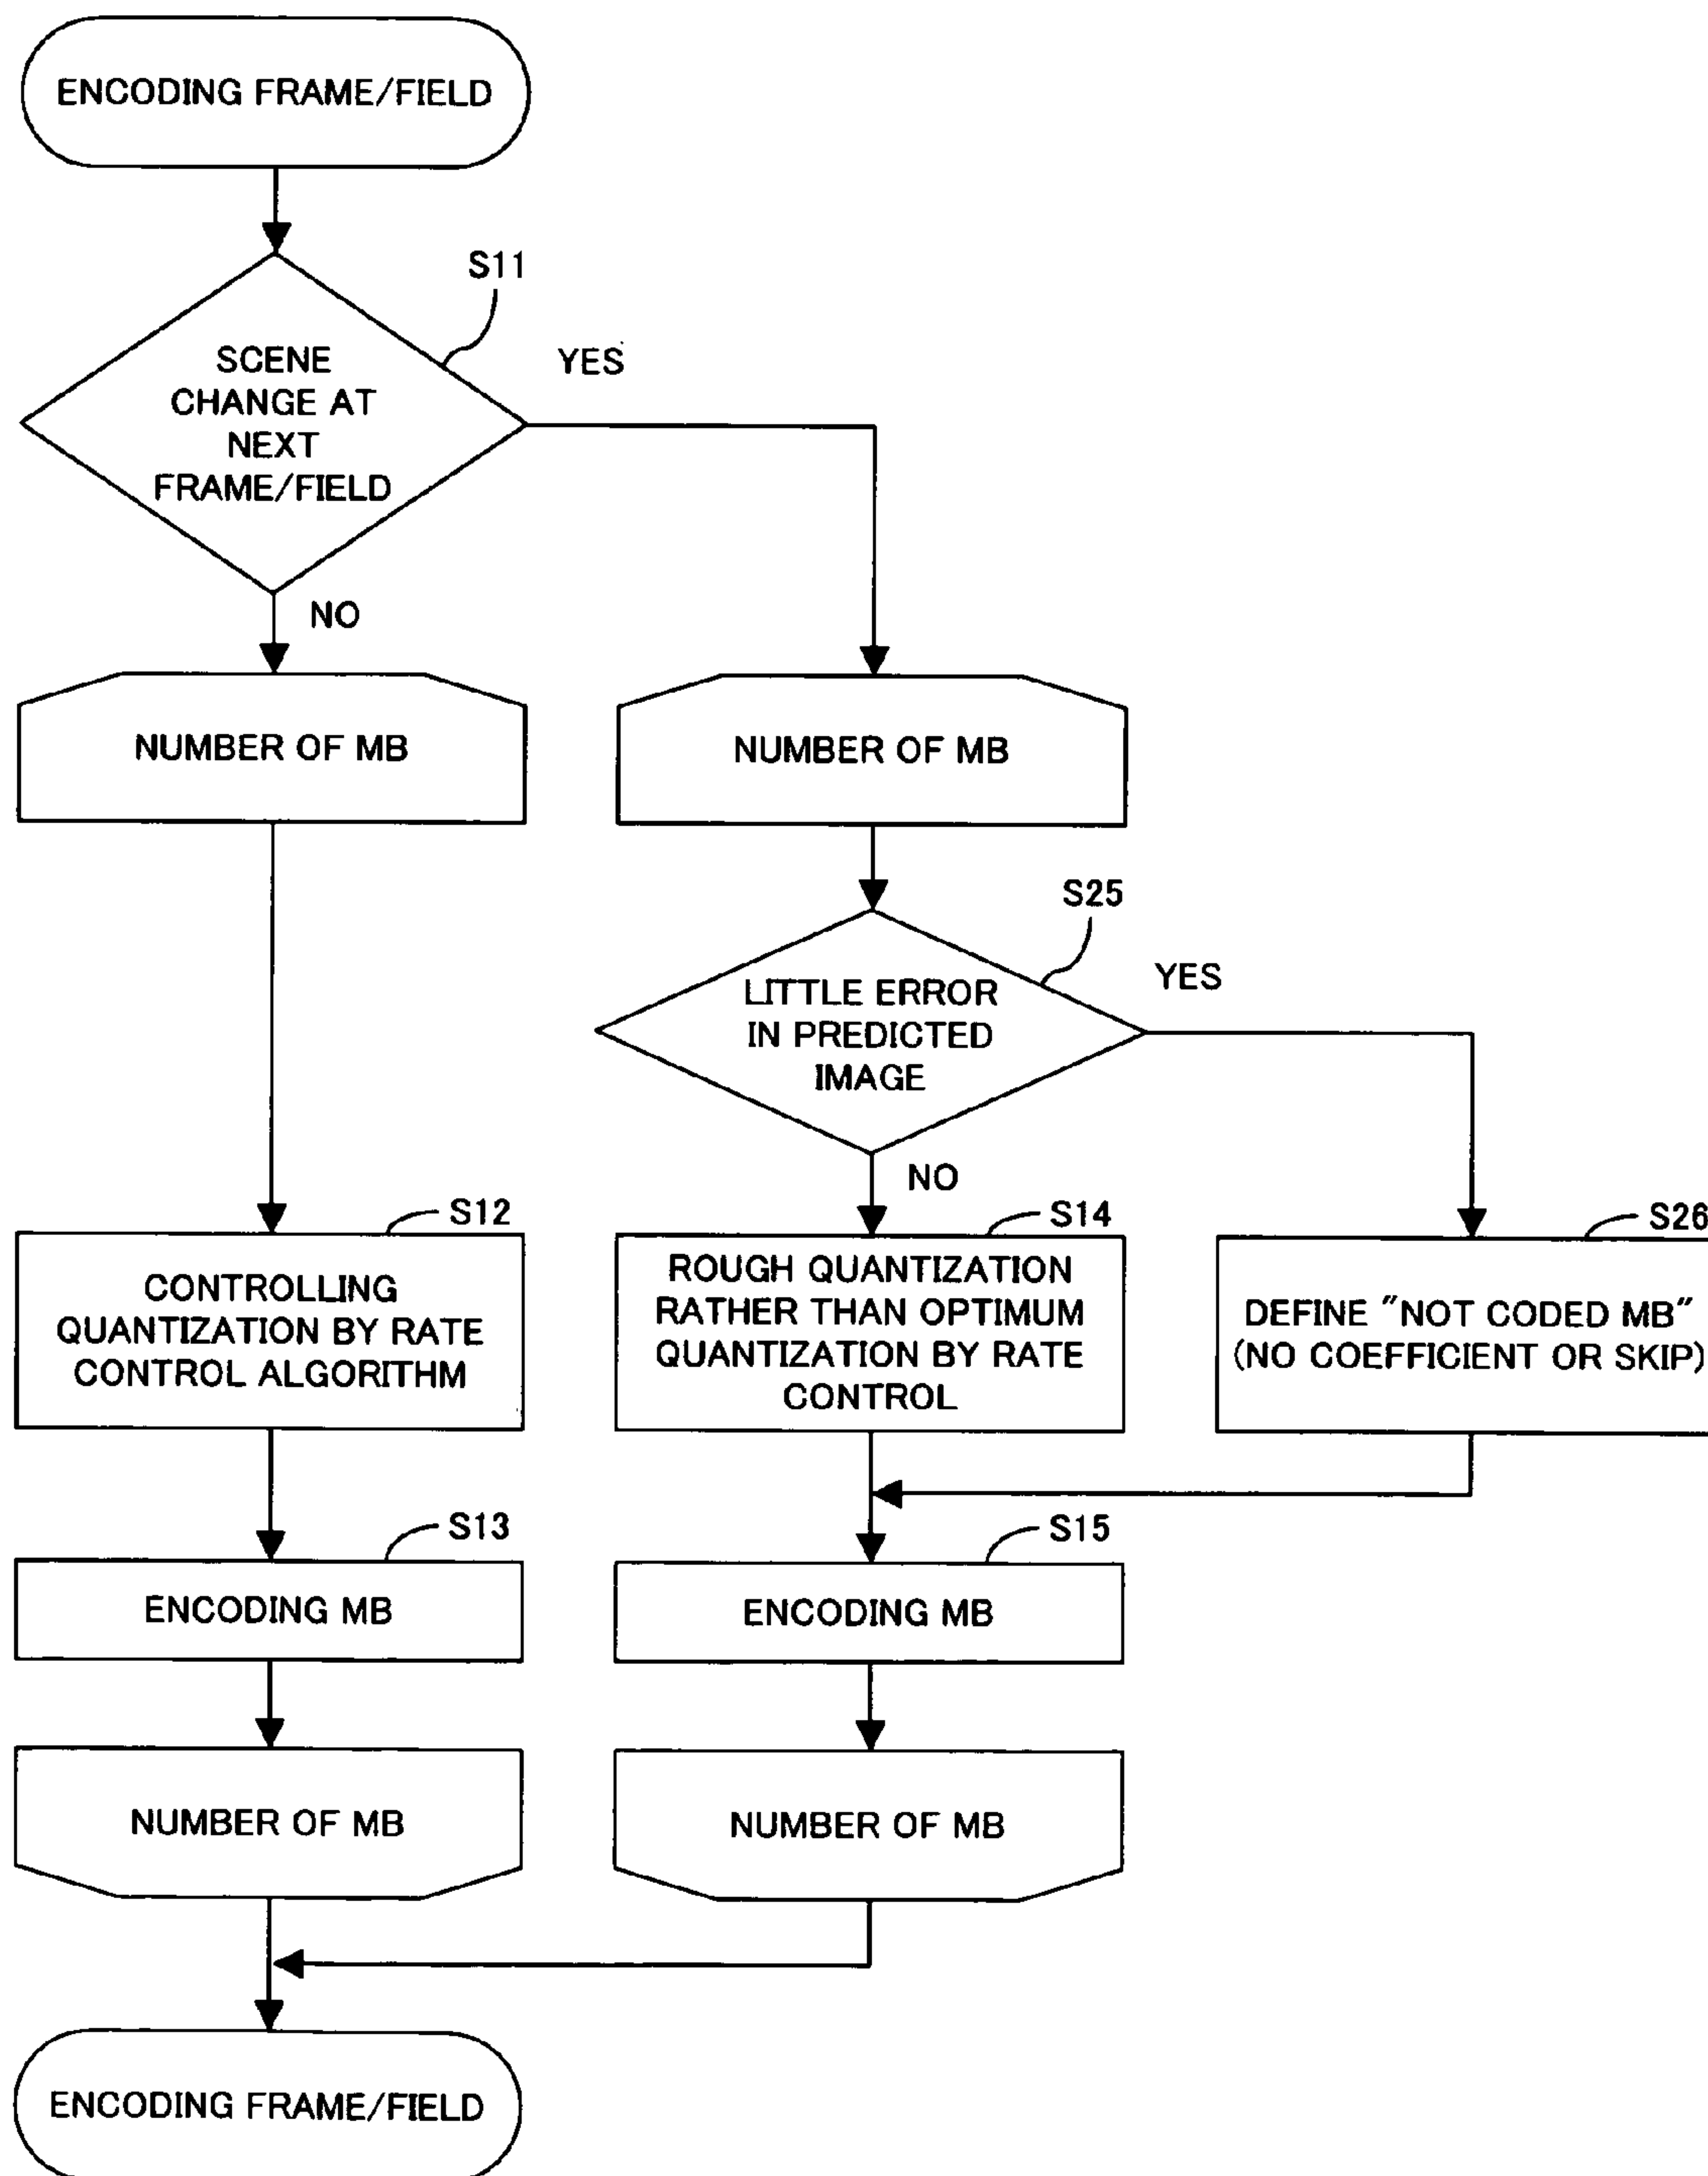 ENCODING FRAME/FIELD
S11
SCENE
CHANGE AT
NEXT
FRAME/FIELD
YES
NO
NUMBER OF MB
NUMBER OF MB
S25
LITTLE ERROR
IN PREDICTED
IMAGE
YES
NO
S12
CONTROLLING
QUANTIZATION BY RATE
CONTROL ALGORITHM
S14
ROUGH QUANTIZATION
RATHER THAN OPTIMUM
QUANTIZATION BY RATE
CONTROL
S26
DEFINE "NOT CODED MB"
(NO COEFFICIENT OR SKIP)
S13
ENCODING MB
S15
ENCODING MB
NUMBER OF MB
NUMBER OF MB
ENCODING FRAME/FIELD